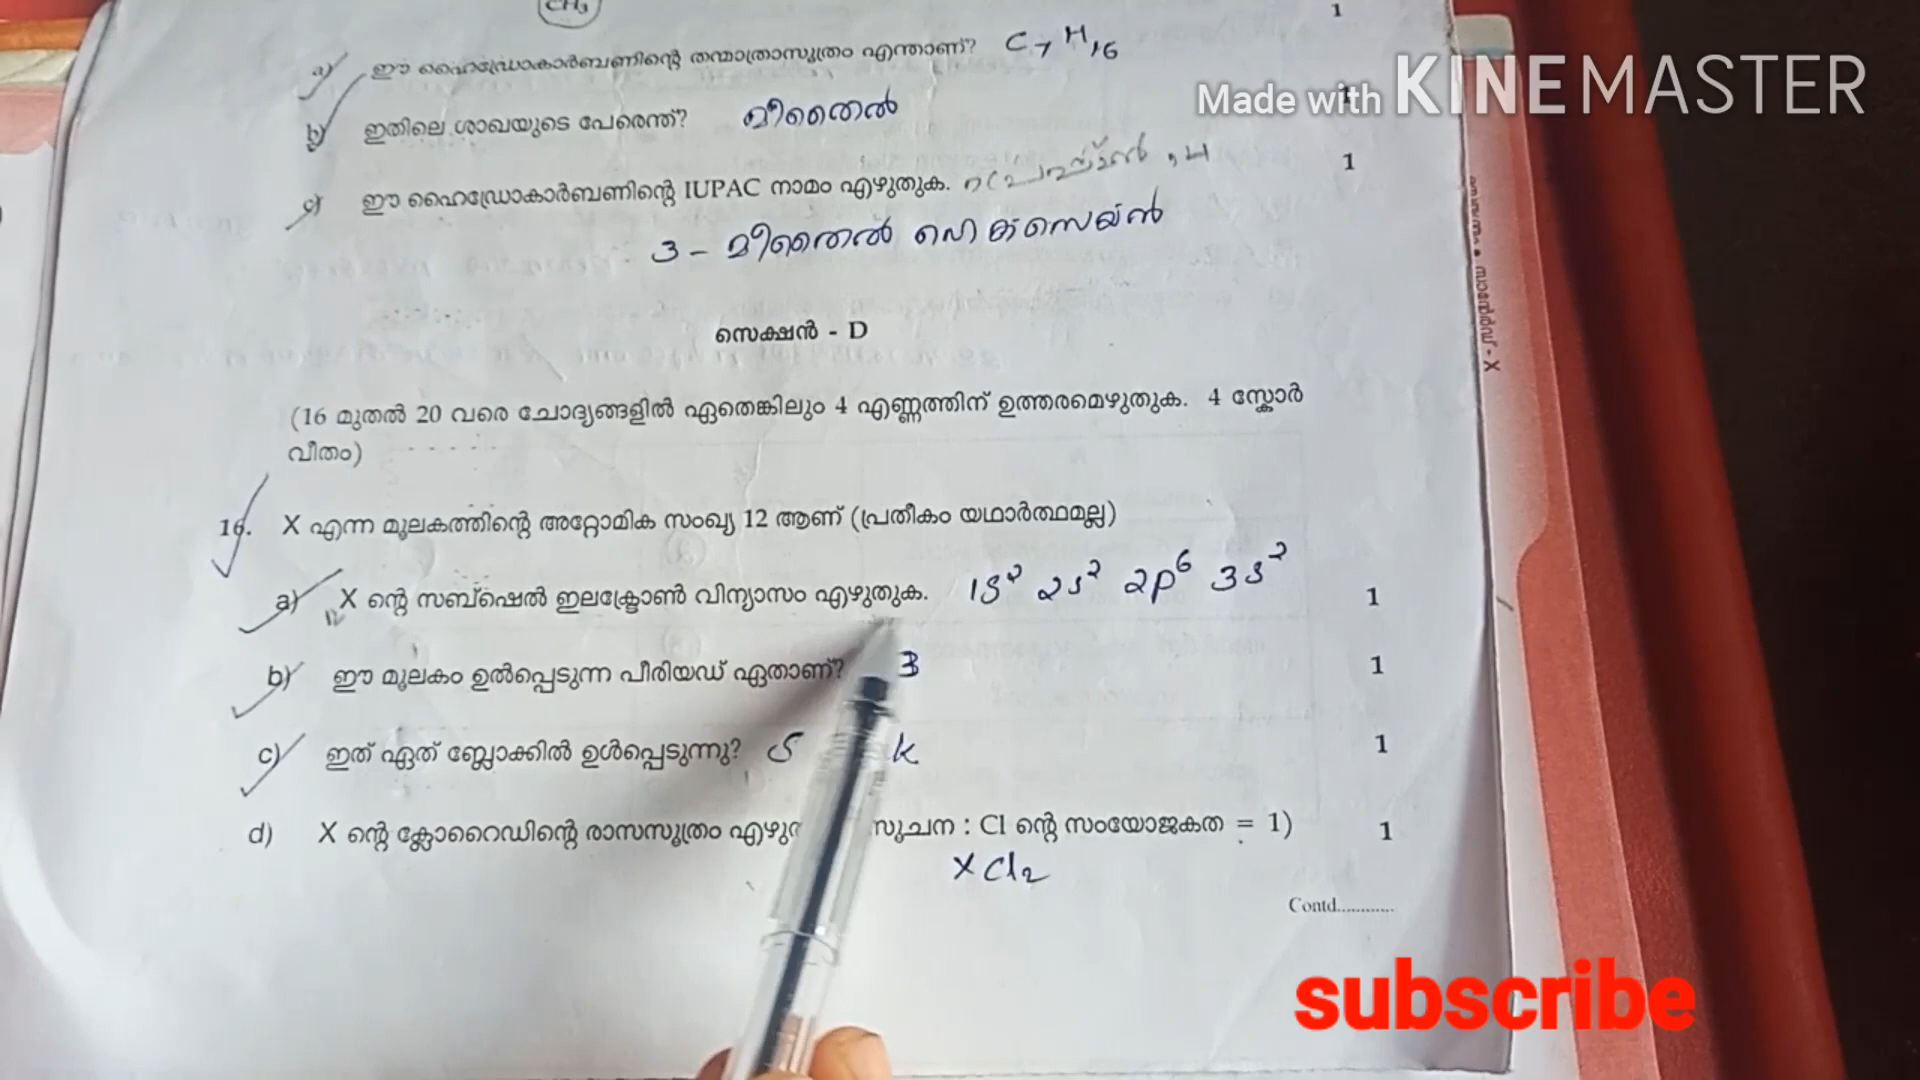 CH3
1
a) ഈ ഹൈഡ്രോകാർബണിന്റെ തന്മാത്രാസൂത്രം എന്താണ്? C7H16
Made with KINEMASTER
b) ഇതിലെ ശാഖയുടെ പേരെന്ത്? മീതൈൽ
c) ഈ ഹൈഡ്രോകാർബണിന്റെ IUPAC നാമം എഴുതുക. 1
3 - മീതൈൽ ഹെക്സെയ്ൻ
സെക്ഷൻ - D
(16 മുതൽ 20 വരെ ചോദ്യങ്ങളിൽ ഏതെങ്കിലും 4 എണ്ണത്തിന് ഉത്തരമെഴുതുക. 4 സ്കോർ
വീതം)
16. X എന്ന മൂലകത്തിന്റെ അറ്റോമിക സംഖ്യ 12 ആണ് (പ്രതീകം യഥാർത്ഥമല്ല)
a) X ന്റെ സബ്ഷെൽ ഇലക്ട്രോൺ വിന്യാസം എഴുതുക. 1s² 2s² 2p⁶ 3s² 1
12
b) ഈ മൂലകം ഉൽപ്പെടുന്ന പീരിയഡ് ഏതാണ്? 3 1
c) ഇത് ഏത് ബ്ലോക്കിൽ ഉൾപ്പെടുന്നു? S k 1
d) X ന്റെ ക്ലോറൈഡിന്റെ രാസസൂത്രം സൂചന : Cl ന്റെ സംയോജകത = 1) 1
XCl2
Contd............
subscribe